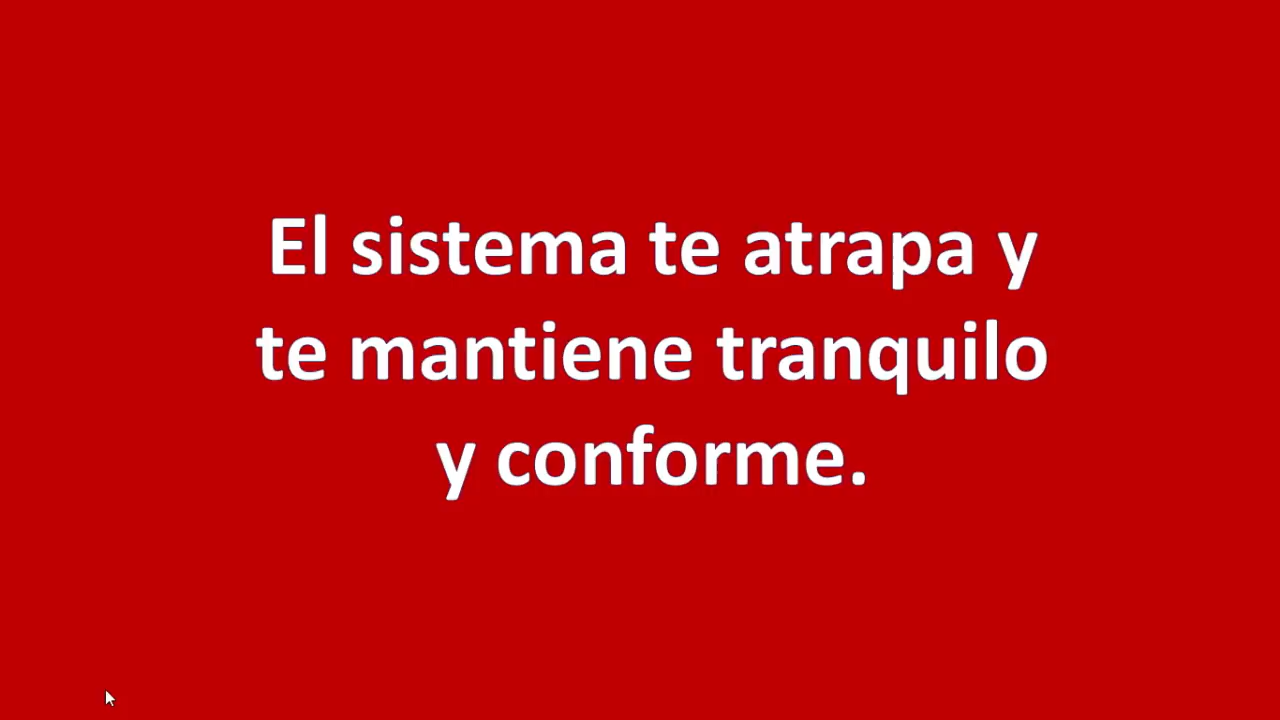 El sistema te atrapa y
te mantiene tranquilo
y conforme.